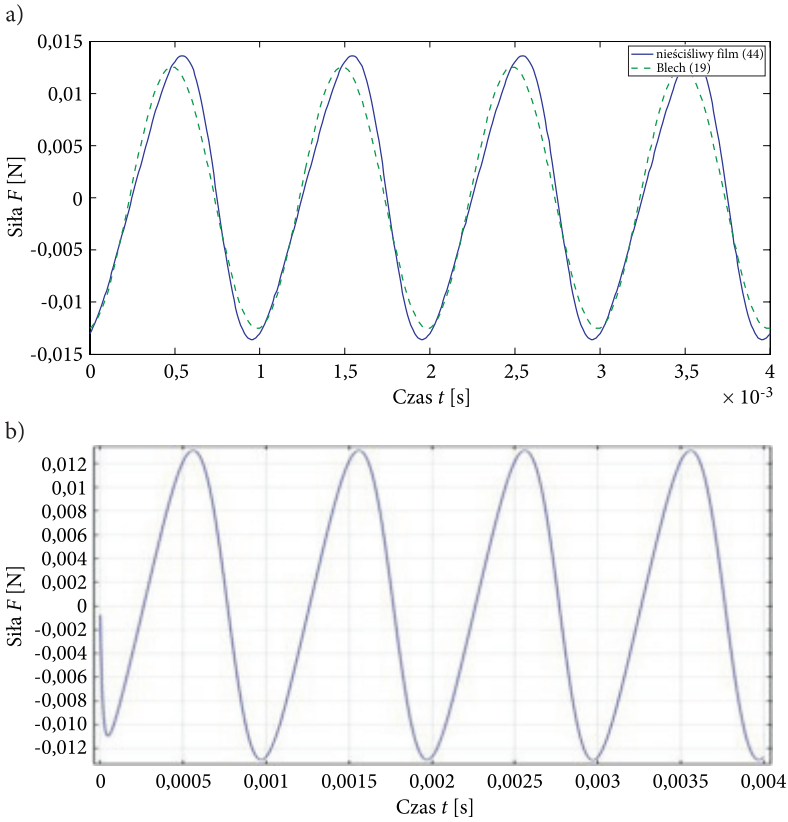 a)
0,015
0,01
0,005
0
-0,005
-0,01
-0,015
Siła F [N]
nieściśliwy film (44)
Blech (19)
0 0,5 1 1,5 2 2,5 3 3,5 4
Czas t [s]
× 10-3
b)
0,012
0,01
0,008
0,006
0,004
0,002
0
-0,002
-0,004
-0,006
-0,008
-0,010
-0,012
Siła F [N]
0 0,0005 0,001 0,0015 0,002 0,0025 0,003 0,0035 0,004
Czas t [s]